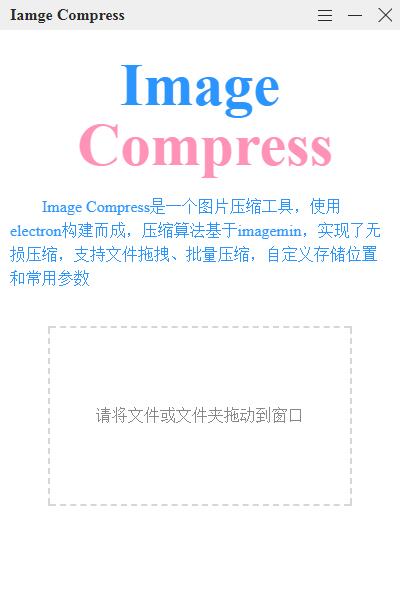 Iamge Compress
Image
Compress
Image Compress是一个图片压缩工具，使用
electron构建而成，压缩算法基于imagemin，实现了无
损压缩，支持文件拖拽、批量压缩，自定义存储位置
和常用参数
请将文件或文件夹拖动到窗口